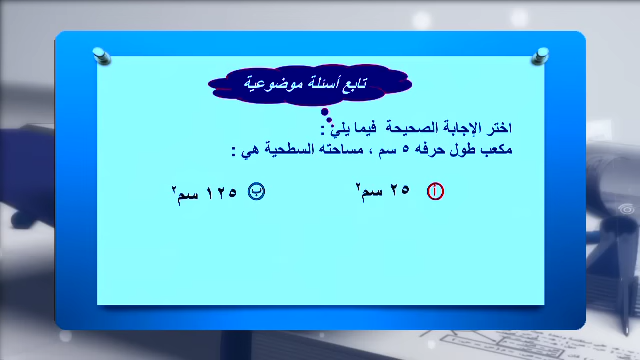 تابع أسئلة موضوعية
اختر الإجابة الصحيحة فيما يلي :
مكعب طول حرفه ٥ سم ، مساحته السطحية هي :
أ ٢٥ سم٢ ب ١٢٥ سم٢